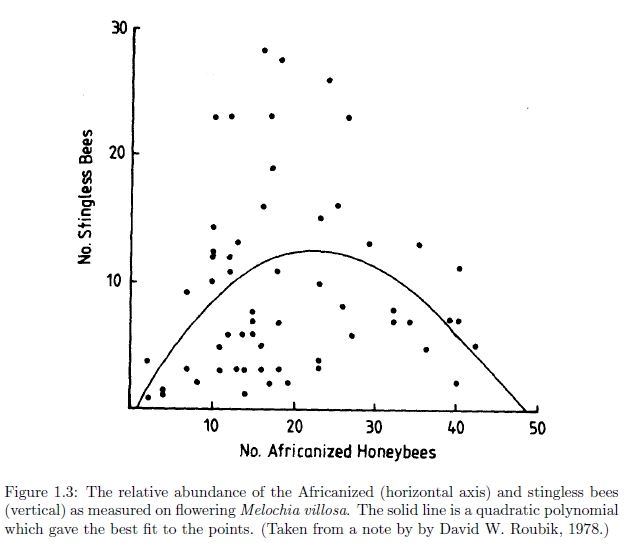 30
20
10
No. Stingless Bees
10 20 30 40 50
No. Africanized Honeybees
Figure 1.3: The relative abundance of the Africanized (horizontal axis) and stingless bees
(vertical) as measured on flowering Melochia villosa. The solid line is a quadratic polynomial
which gave the best fit to the points. (Taken from a note by by David W. Roubik, 1978.)